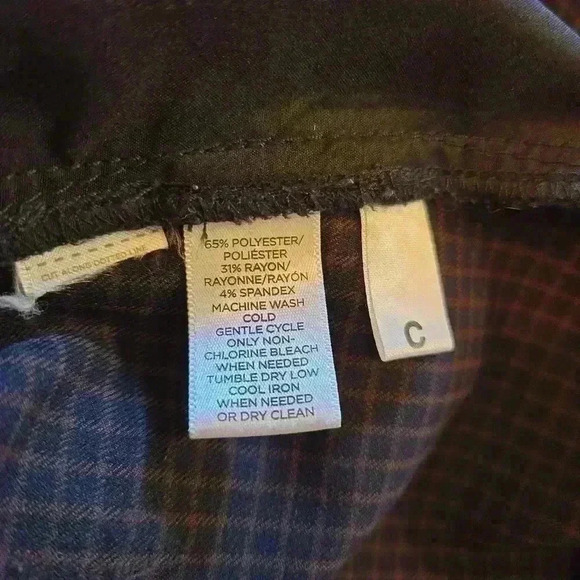 CUT ALONG DOTTED LINE
65% POLYESTER/
POLIÉSTER
31% RAYON/
RAYONNE/RAYÓN
4% SPANDEX
MACHINE WASH
COLD
GENTLE CYCLE
ONLY NON-
CHLORINE BLEACH
WHEN NEEDED
TUMBLE DRY LOW
COOL IRON
WHEN NEEDED
OR DRY CLEAN
C